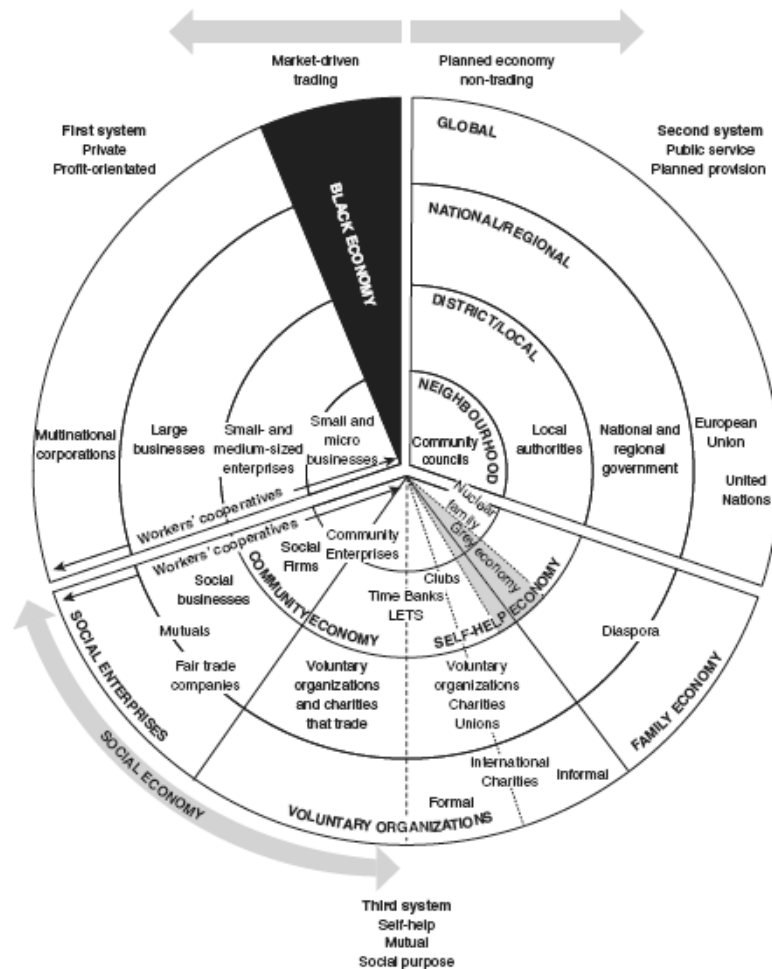 Market-driven
trading
Planned economy
non-trading
First system
Private
Profit-orientated
Second system
Public service
Planned provision
GLOBAL
NATIONAL/REGIONAL
DISTRICT/LOCAL
NEIGHBOURHOOD
BLACK ECONOMY
Multinational
corporations
Large
businesses
Small- and
medium-sized
enterprises
Small and
micro
businesses
Community
councils
Local
authorities
National and
regional
government
European
Union
United
Nations
Workers' cooperatives
Workers' cooperatives
Nuclear
family
Grey economy
Social
Firms
Community
Enterprises
Social
businesses
COMMUNITY ECONOMY
Clubs
Time Banks
LETS
SELF-HELP ECONOMY
Mutuals
Fair trade
companies
Voluntary
organizations
and charities
that trade
Voluntary
organizations
Charities
Unions
Diaspora
SOCIAL ENTERPRISES
FAMILY ECONOMY
International
Charities
Informal
Formal
VOLUNTARY ORGANIZATIONS
SOCIAL ECONOMY
Third system
Self-help
Mutual
Social purpose